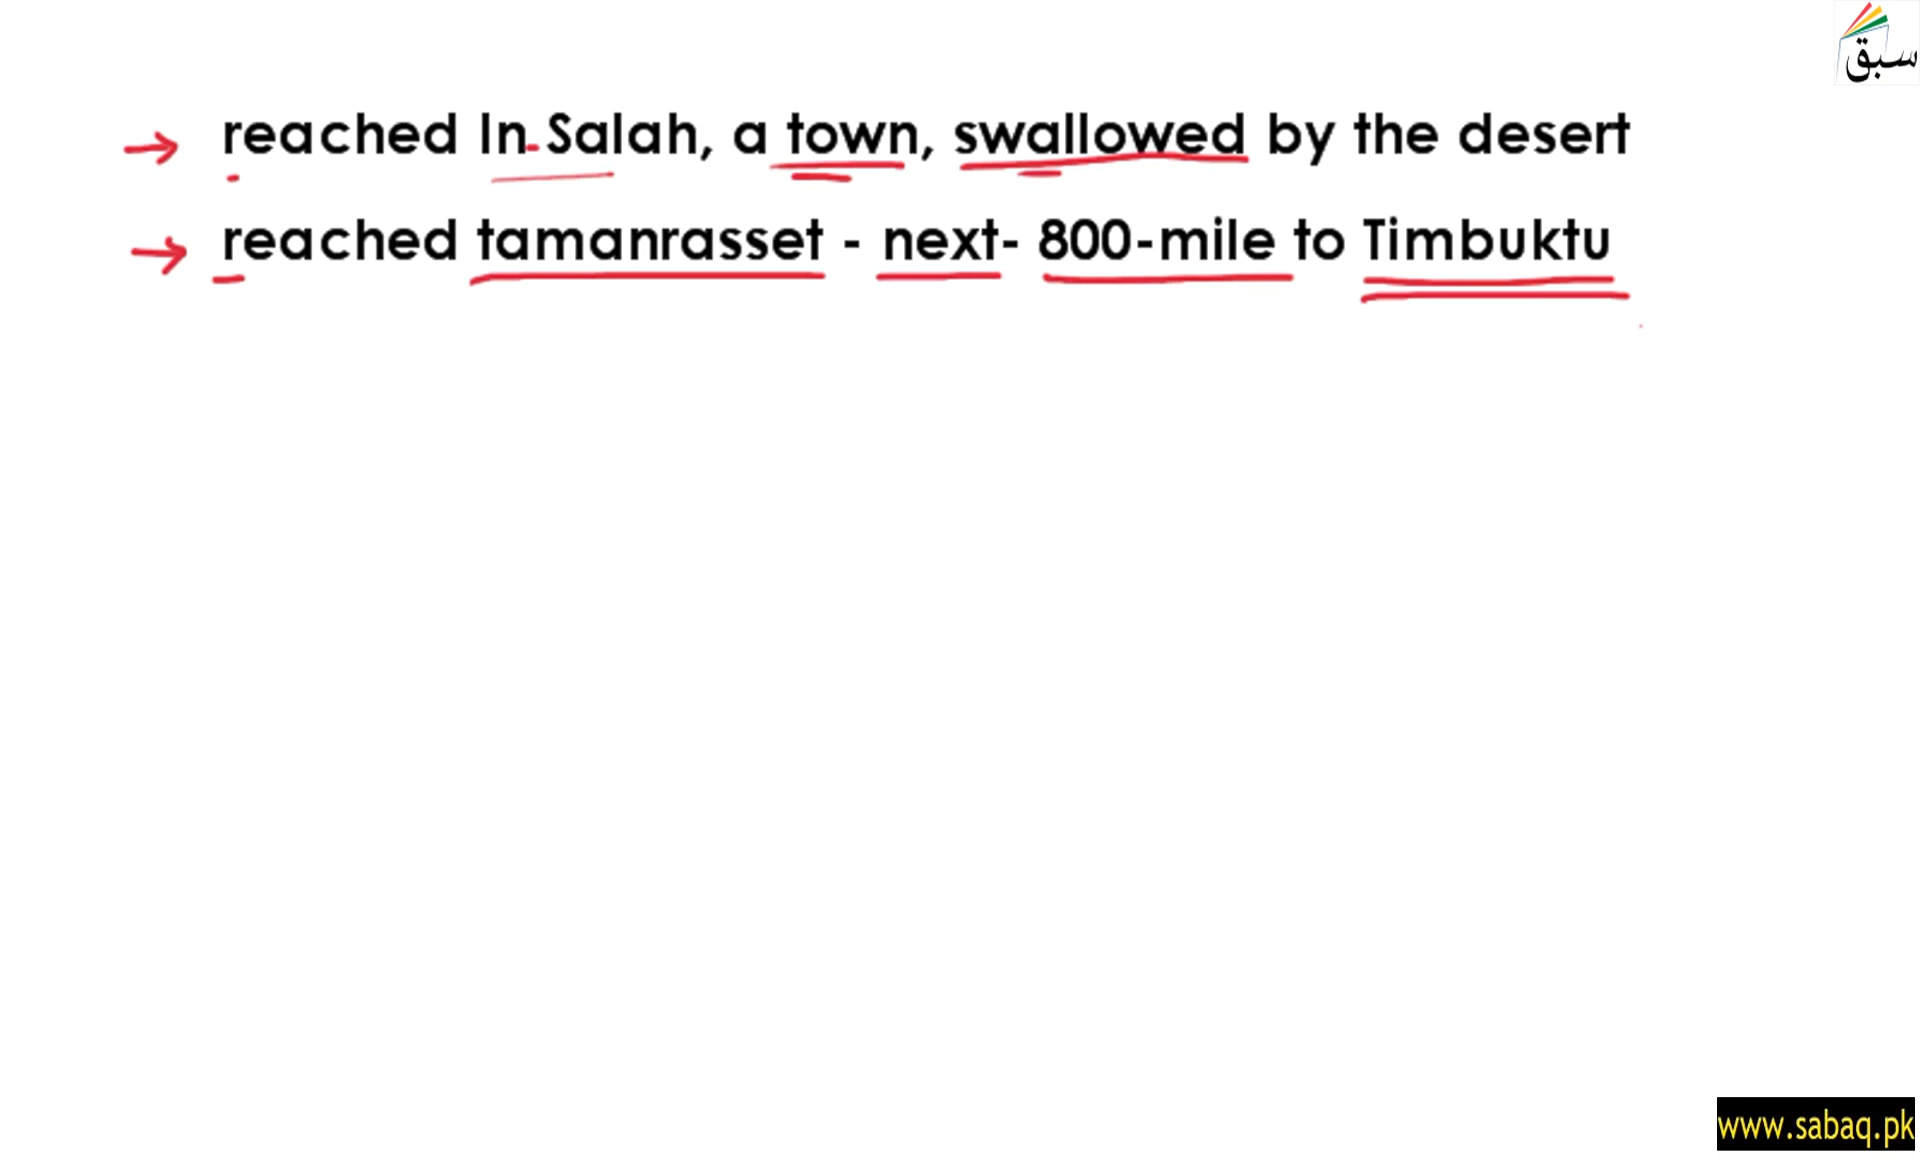 سبق
reached In-Salah, a town, swallowed by the desert
reached tamanrasset - next- 800-mile to Timbuktu
www.sabaq.pk